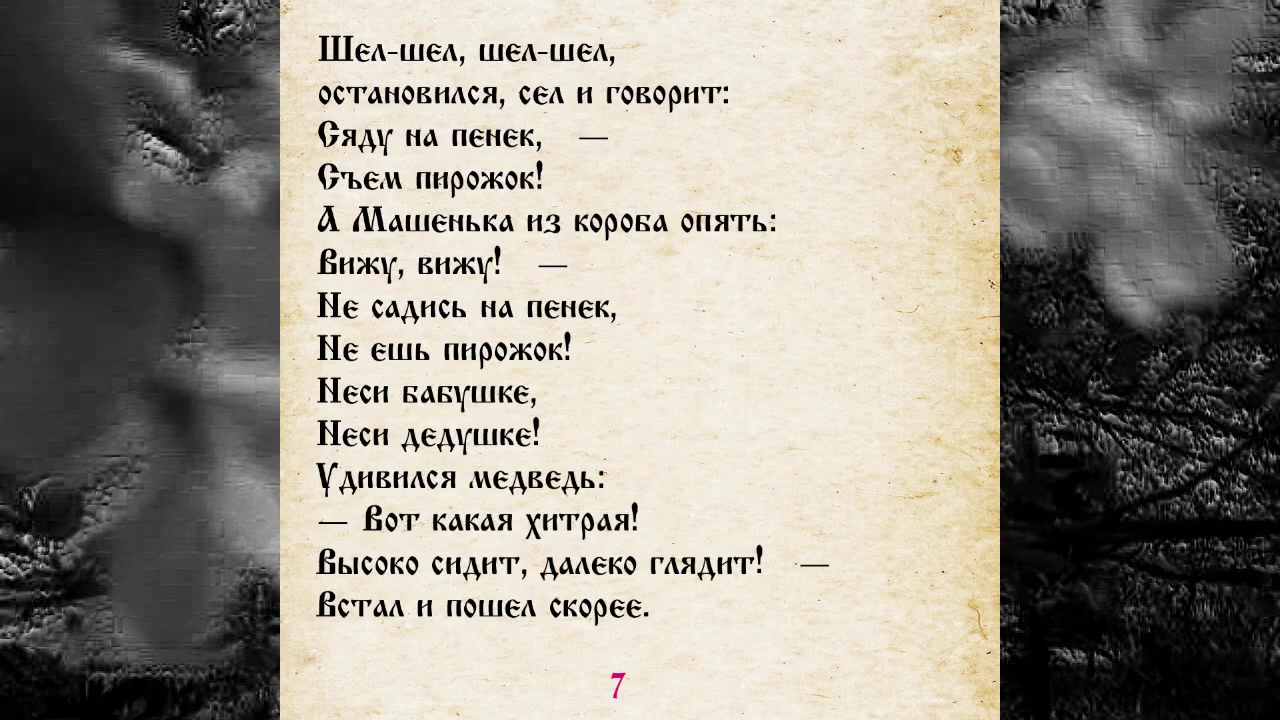 Шел-шел, шел-шел,
остановился, сел и говорит:
Сяду на пенек, —
Съем пирожок!
А Машенька из короба опять:
Вижу, вижу! —
Не садись на пенек,
Не ешь пирожок!
Неси бабушке,
Неси дедушке!
Удивился медведь:
— Вот какая хитрая!
Высоко сидит, далеко глядит! —
Встал и пошел скорее.
7